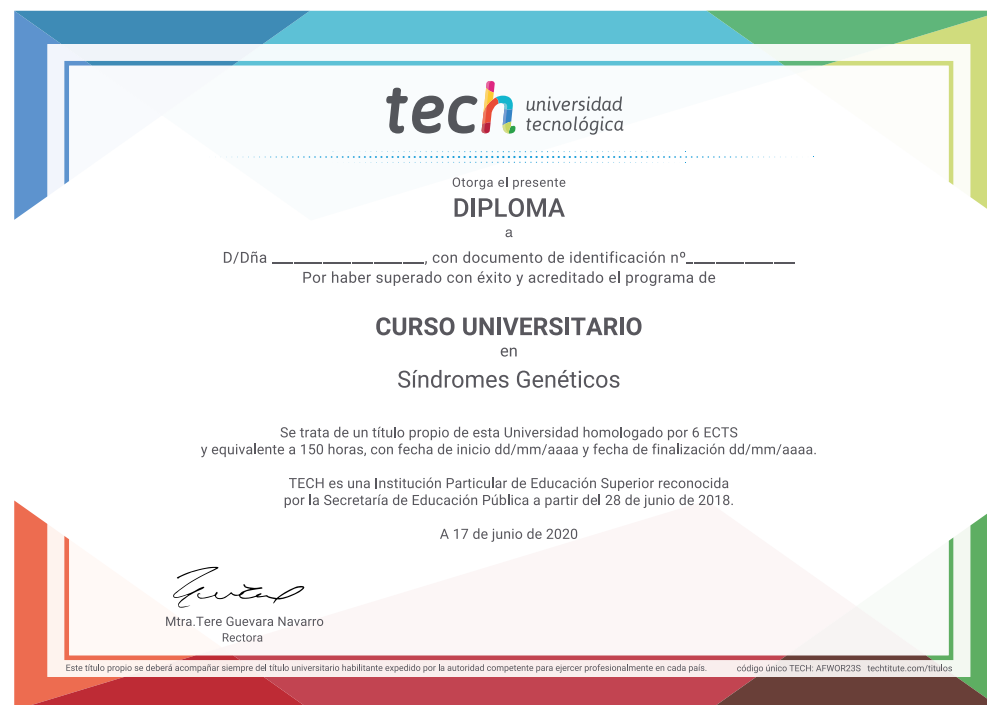 tech universidad
tecnológica
Otorga el presente
DIPLOMA
a
D/Dña ______________, con documento de identificación nº__________
Por haber superado con éxito y acreditado el programa de
CURSO UNIVERSITARIO
en
Síndromes Genéticos
Se trata de un título propio de esta Universidad homologado por 6 ECTS
y equivalente a 150 horas, con fecha de inicio dd/mm/aaaa y fecha de finalización dd/mm/aaaa.
TECH es una Institución Particular de Educación Superior reconocida
por la Secretaría de Educación Pública a partir del 28 de junio de 2018.
A 17 de junio de 2020
Mtra.Tere Guevara Navarro
Rectora
Este título propio se deberá acompañar siempre del título universitario habilitante expedido por la autoridad competente para ejercer profesionalmente en cada país. código único TECH: AFWOR23S techtitute.com/titulos